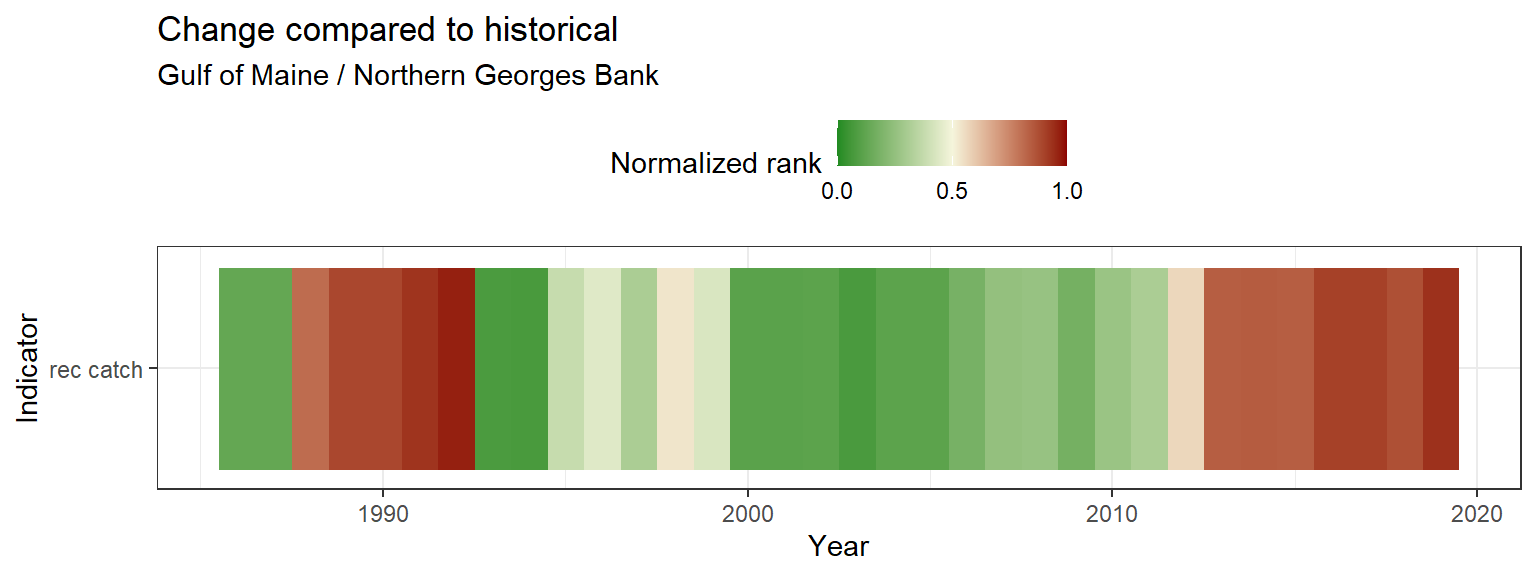 Change compared to historical
Gulf of Maine / Northern Georges Bank
Normalized rank
0.0 0.5 1.0
Indicator
rec catch
1990 2000 2010 2020
Year